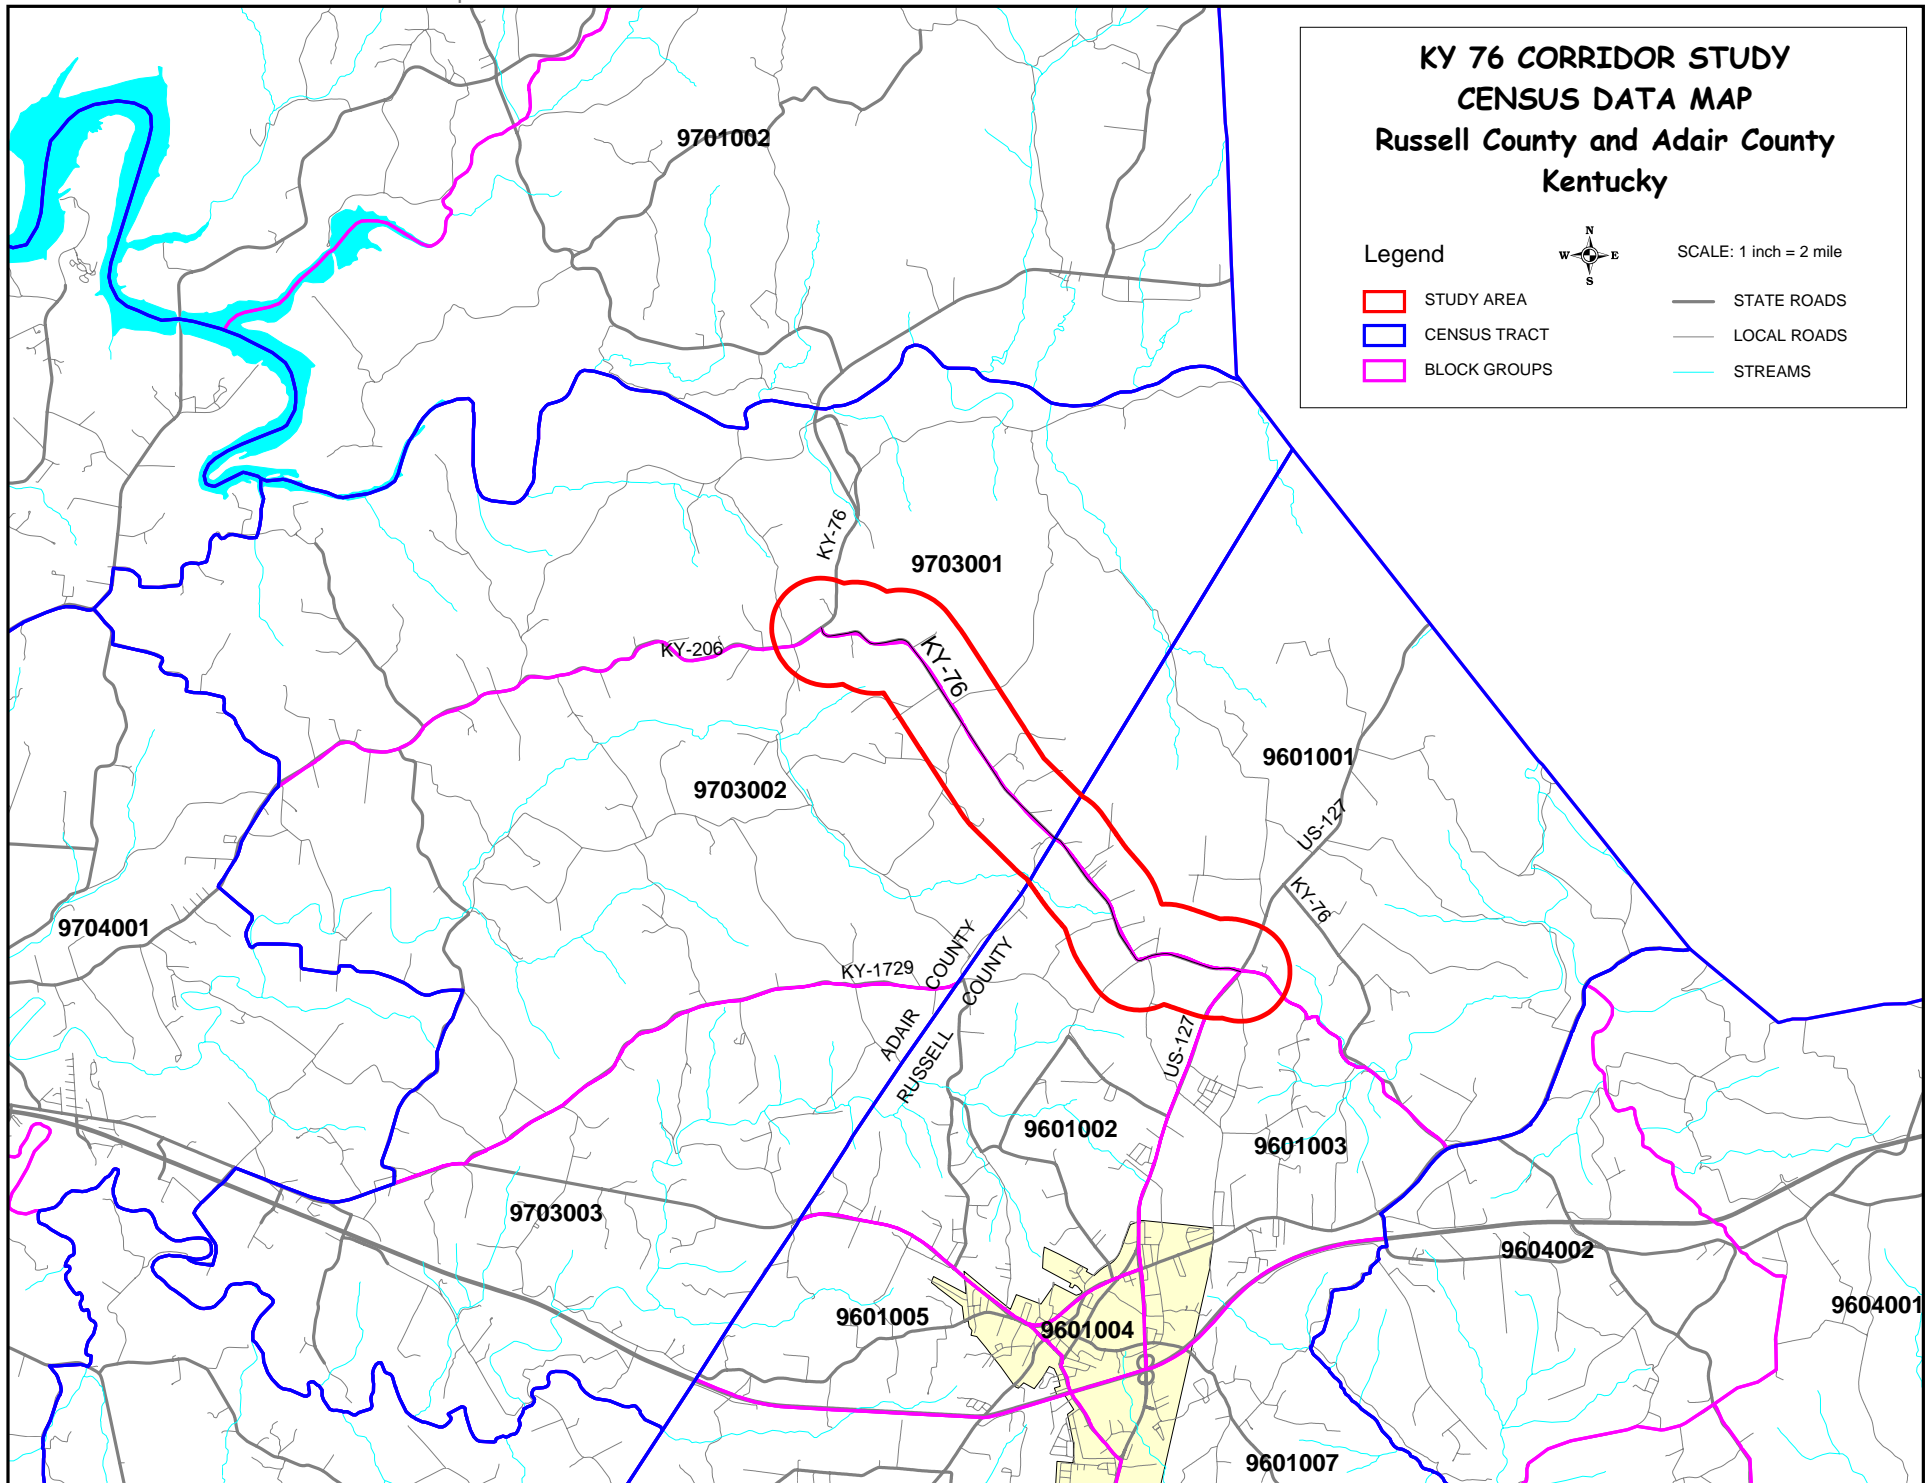 KY 76 CORRIDOR STUDY
CENSUS DATA MAP
Russell County and Adair County
Kentucky
Legend
N
W E
S
SCALE: 1 inch = 2 mile
STUDY AREA
CENSUS TRACT
BLOCK GROUPS
STATE ROADS
LOCAL ROADS
STREAMS
9701002
KY-76
9703001
KY-206
KY-76
9601001
9703002
US-127
KY-76
9704001
COUNTY
COUNTY
KY-1729
ADAIR
RUSSELL
US-127
9601002
9601003
9703003
9604002
9604001
9601005
9601004
9601007